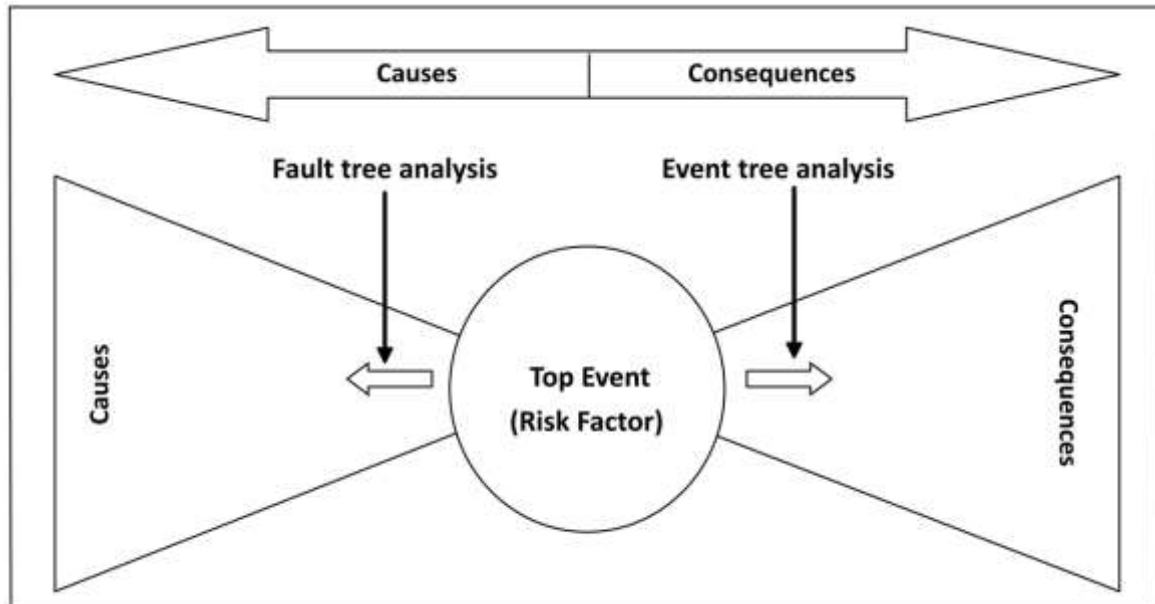 Causes
Consequences
Fault tree analysis
Event tree analysis
Causes
Top Event
(Risk Factor)
Consequences